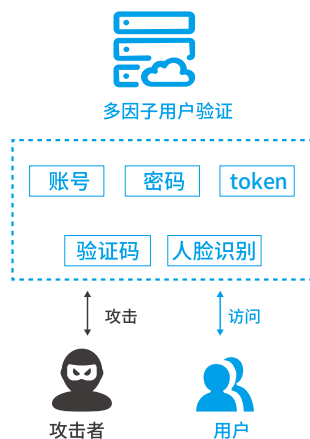 多因子用户验证
账号 密码 token
验证码 人脸识别
攻击 访问
攻击者 用户